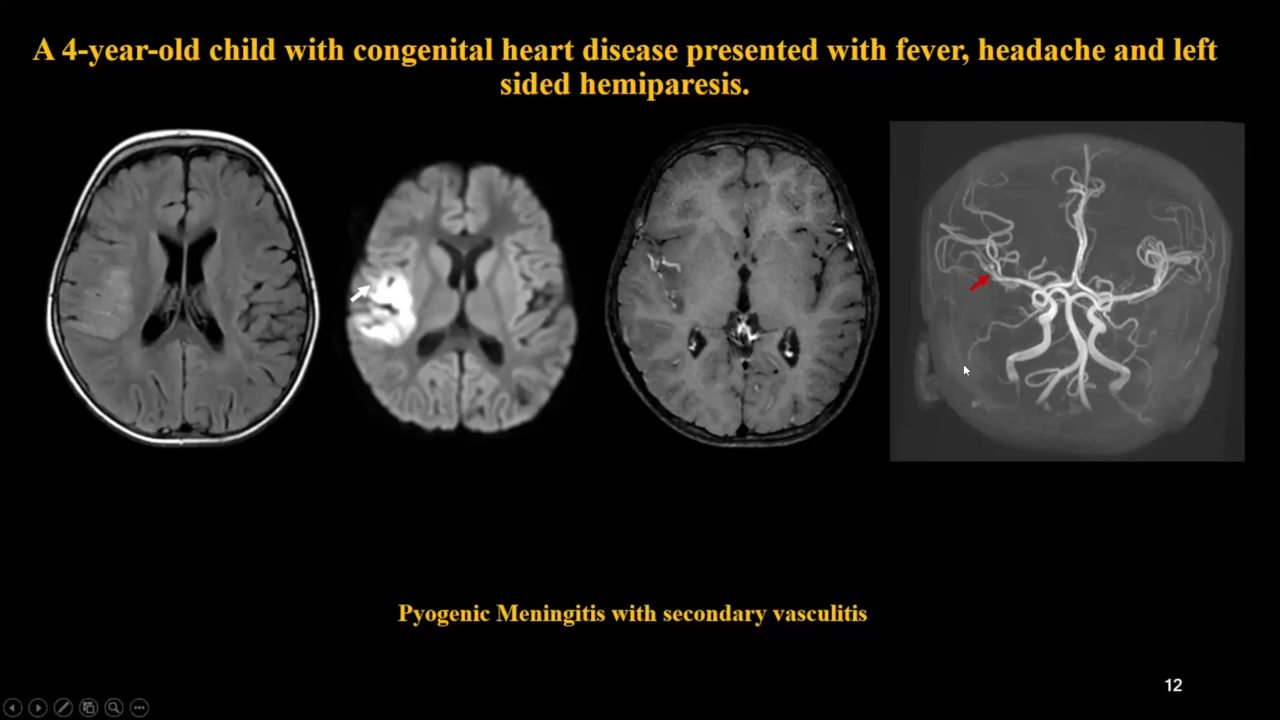 A 4-year-old child with congenital heart disease presented with fever, headache and left
sided hemiparesis.
Pyogenic Meningitis with secondary vasculitis
12